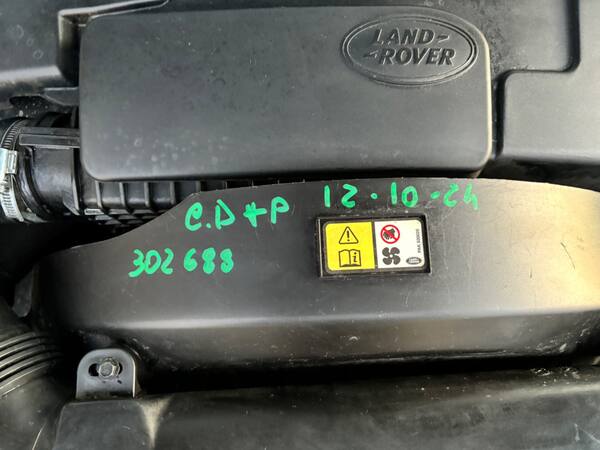 LAND-
-ROVER
C.D+P 12.10-24
302688